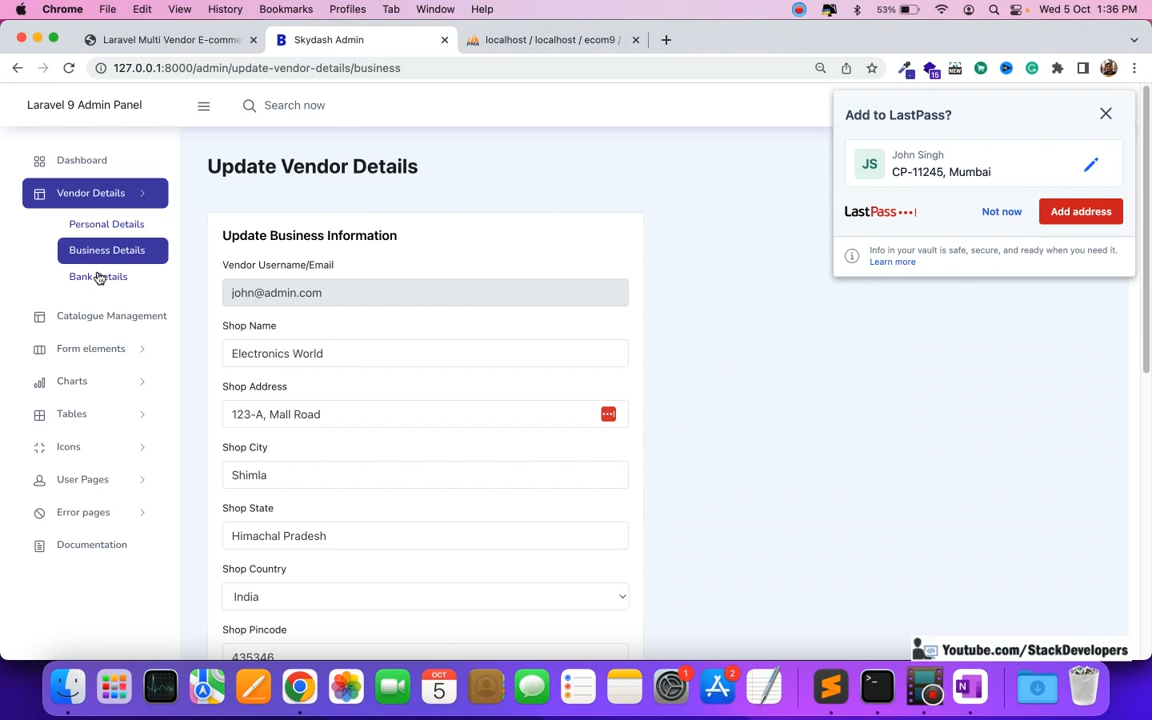 Chrome File Edit View History Bookmarks Profiles Tab Window Help 53% Wed 5 Oct 1:36 PM
Laravel Multi Vendor E-comme Skydash Admin localhost / localhost / ecom9 /
127.0.0.1:8000/admin/update-vendor-details/business
15 NEW
Laravel 9 Admin Panel
Search now
Add to LastPass?
JS
John Singh
CP-11245, Mumbai
LastPass
Not now
Add address
Info in your vault is safe, secure, and ready when you need it.
Learn more
Dashboard
Vendor Details
Personal Details
Business Details
Bank Details
Catalogue Management
Form elements
Charts
Tables
Icons
User Pages
Error pages
Documentation
Update Vendor Details
Update Business Information
Vendor Username/Email
john@admin.com
Shop Name
Electronics World
Shop Address
123-A, Mall Road
Shop City
Shimla
Shop State
Himachal Pradesh
Shop Country
India
Shop Pincode
435346
Youtube.com/StackDevelopers
OCT
5
1
2